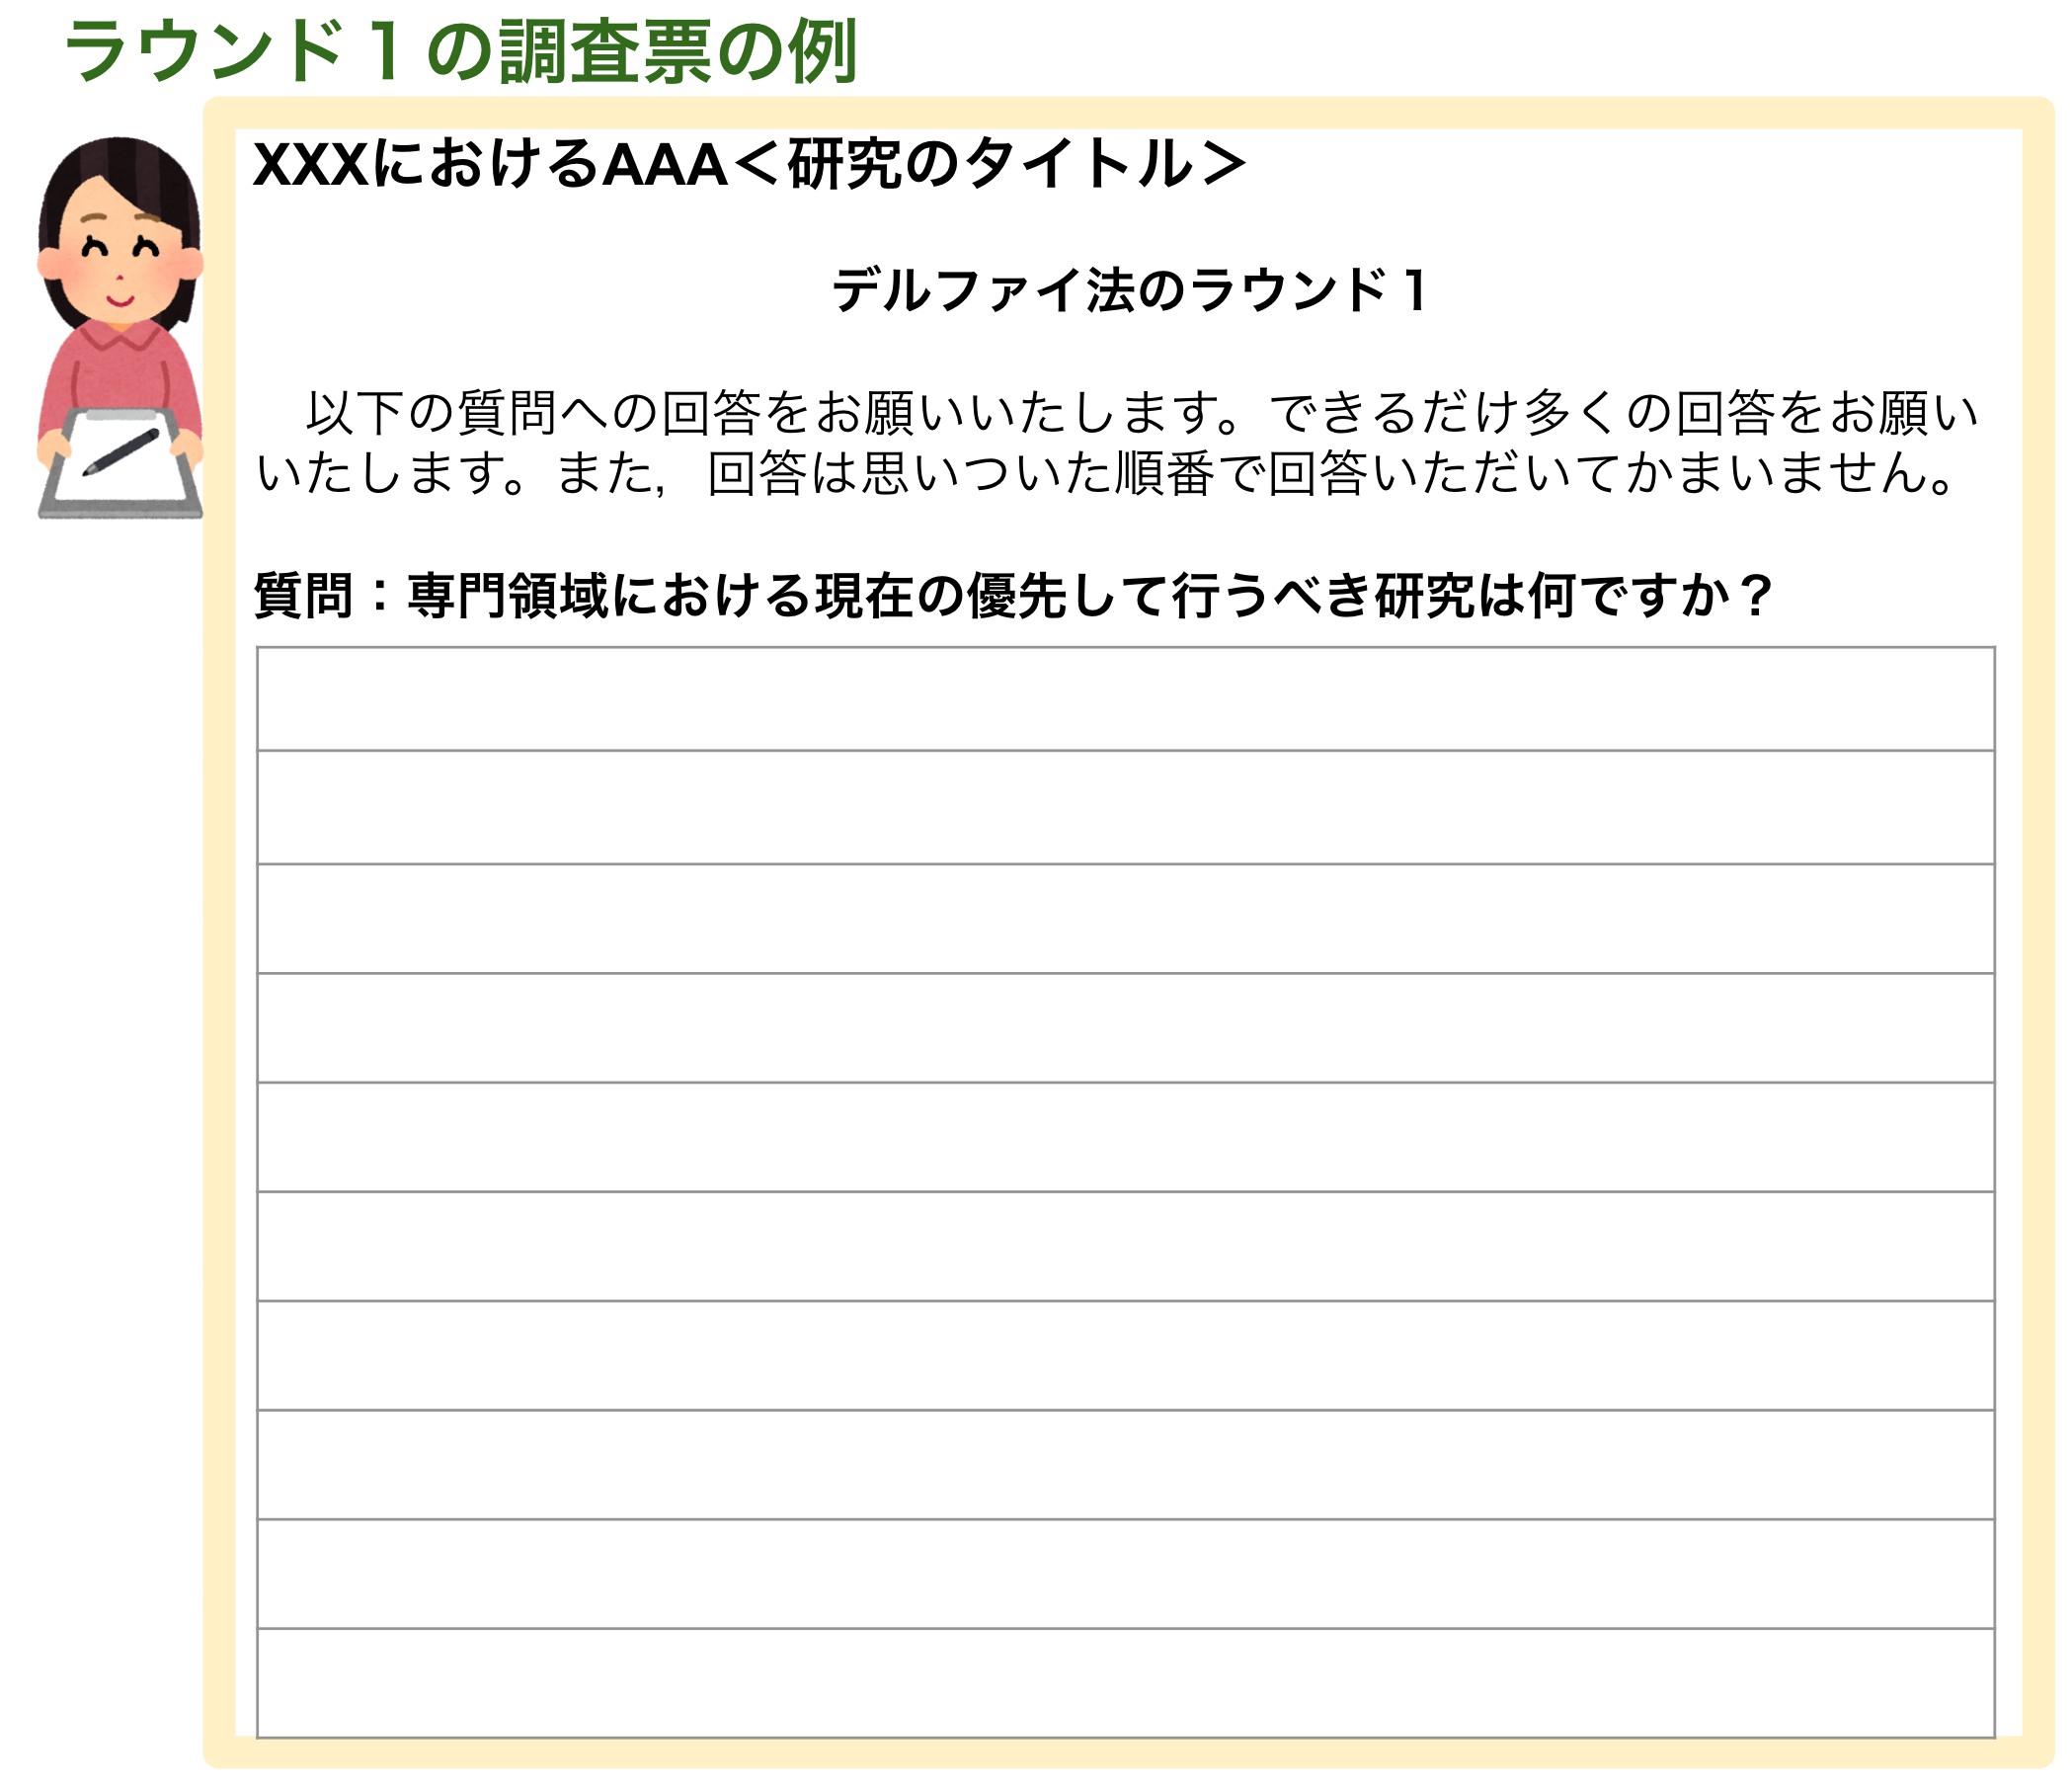 ラウンド１の調査票の例
XXXにおけるAAA＜研究のタイトル＞
デルファイ法のラウンド１
以下の質問への回答をお願いいたします。できるだけ多くの回答をお願い
いたします。また，回答は思いついた順番で回答いただいてかまいません。
質問：専門領域における現在の優先して行うべき研究は何ですか？